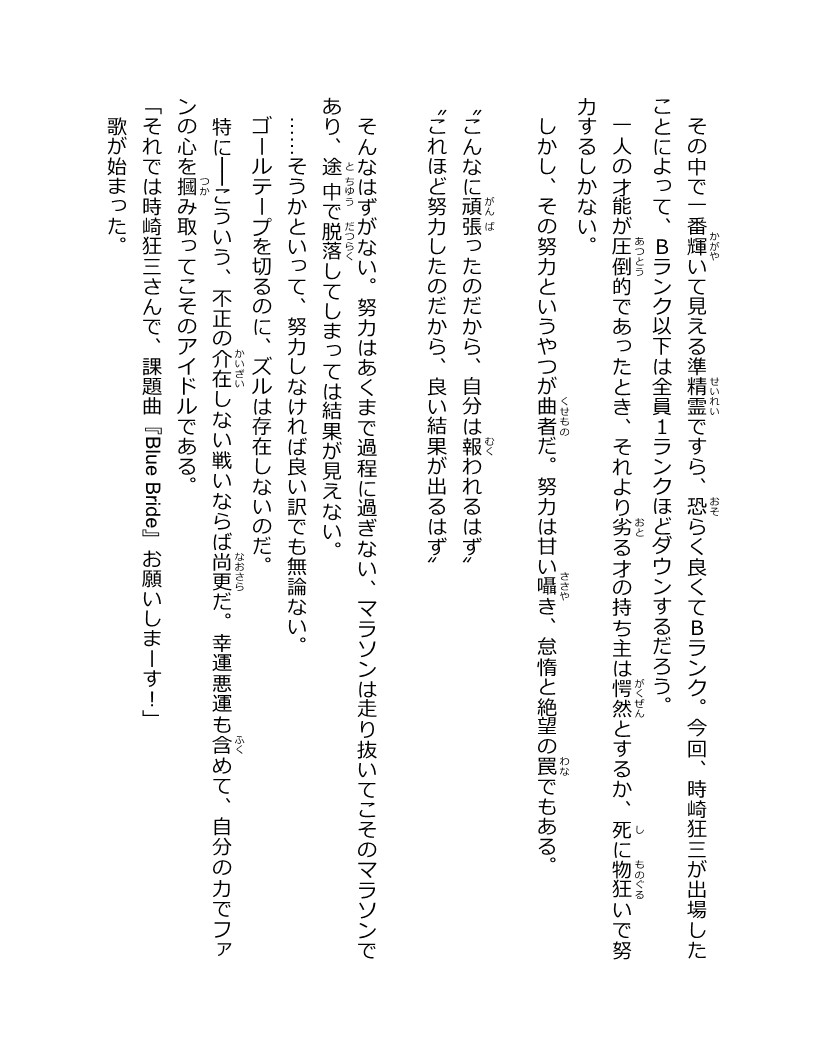 その中で一番輝いて見える準精霊ですら、恐らく良くてBランク。今回、時崎狂三が出場した
ことによって、Bランク以下は全員1ランクほどダウンするだろう。
一人の才能が圧倒的であったとき、それより劣る才の持ち主は愕然とするか、死に物狂いで努
力するしかない。
しかし、その努力というやつが曲者だ。努力は甘い囁き、怠惰と絶望の罠でもある。
〝こんなに頑張ったのだから、自分は報われるはず〟
〝これほど努力したのだから、良い結果が出るはず〟
そんなはずがない。努力はあくまで過程に過ぎない、マラソンは走り抜いてこそのマラソンで
あり、途中で脱落してしまっては結果が見えない。
……そうかといって、努力しなければ良い訳でも無論ない。
ゴールテープを切るのに、ズルは存在しないのだ。
特に──こういう、不正の介在しない戦いならば尚更だ。幸運悪運も含めて、自分の力でファ
ンの心を摑み取ってこそのアイドルである。
「それでは時崎狂三さんで、課題曲『Blue Bride』お願いしまーす！」
歌が始まった。